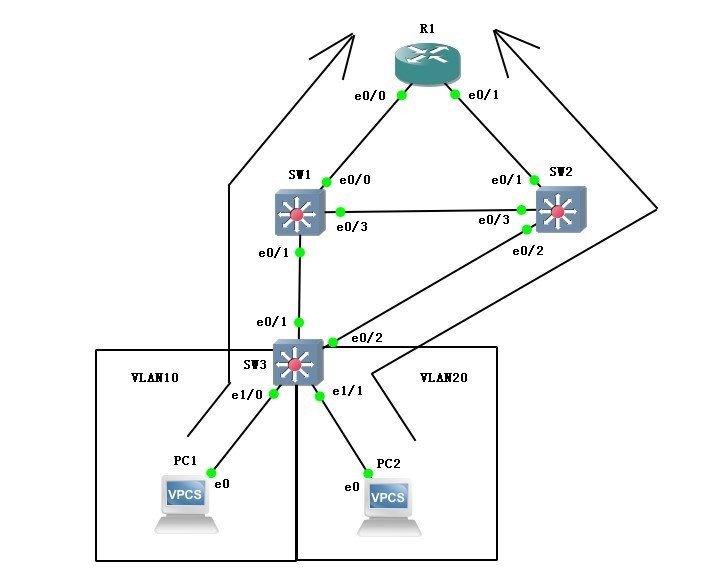 R1
e0/0
e0/1
SW1
SW2
e0/0
e0/1
e0/3
e0/3
e0/1
e0/2
e0/1
e0/2
SW3
VLAN10
VLAN20
e1/0
e1/1
PC1
PC2
e0
e0
VPCS
VPCS